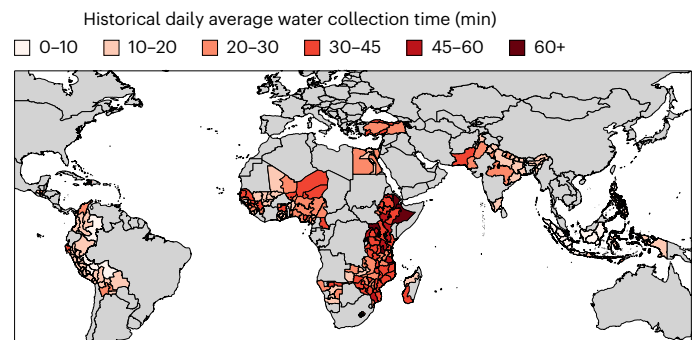 Historical daily average water collection time (min)
0–10 10–20 20–30 30–45 45–60 60+